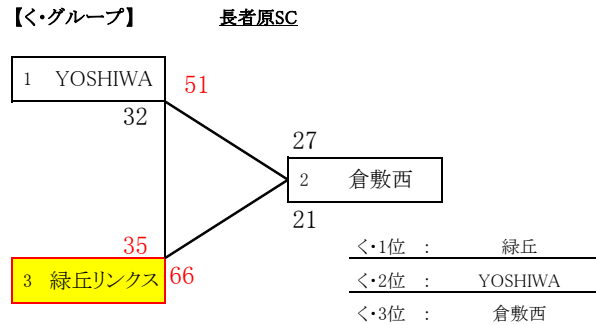 【く・グループ】 長者原SC
1 YOSHIWA 51
32
27
2 倉敷西
21
35
3 緑丘リンクス 66
く・1位 : 緑丘
く・2位 : YOSHIWA
く・3位 : 倉敷西